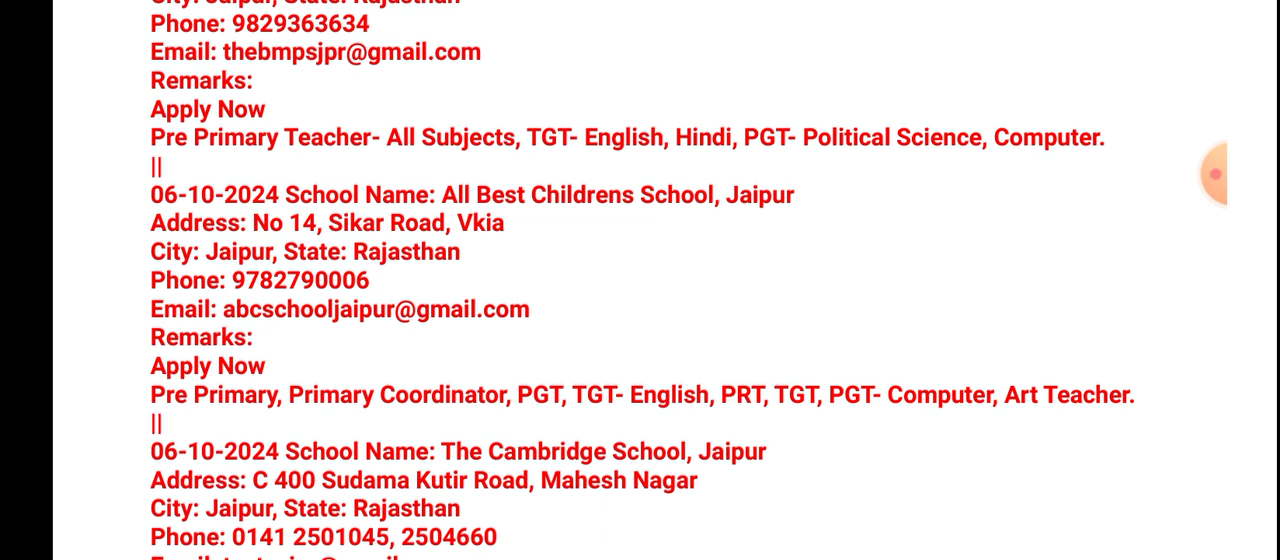 Phone: 9829363634
Email: thebmpsjpr@gmail.com
Remarks:
Apply Now
Pre Primary Teacher- All Subjects, TGT- English, Hindi, PGT- Political Science, Computer.
||
06-10-2024 School Name: All Best Childrens School, Jaipur
Address: No 14, Sikar Road, Vkia
City: Jaipur, State: Rajasthan
Phone: 9782790006
Email: abcschooljaipur@gmail.com
Remarks:
Apply Now
Pre Primary, Primary Coordinator, PGT, TGT- English, PRT, TGT, PGT- Computer, Art Teacher.
||
06-10-2024 School Name: The Cambridge School, Jaipur
Address: C 400 Sudama Kutir Road, Mahesh Nagar
City: Jaipur, State: Rajasthan
Phone: 0141 2501045, 2504660